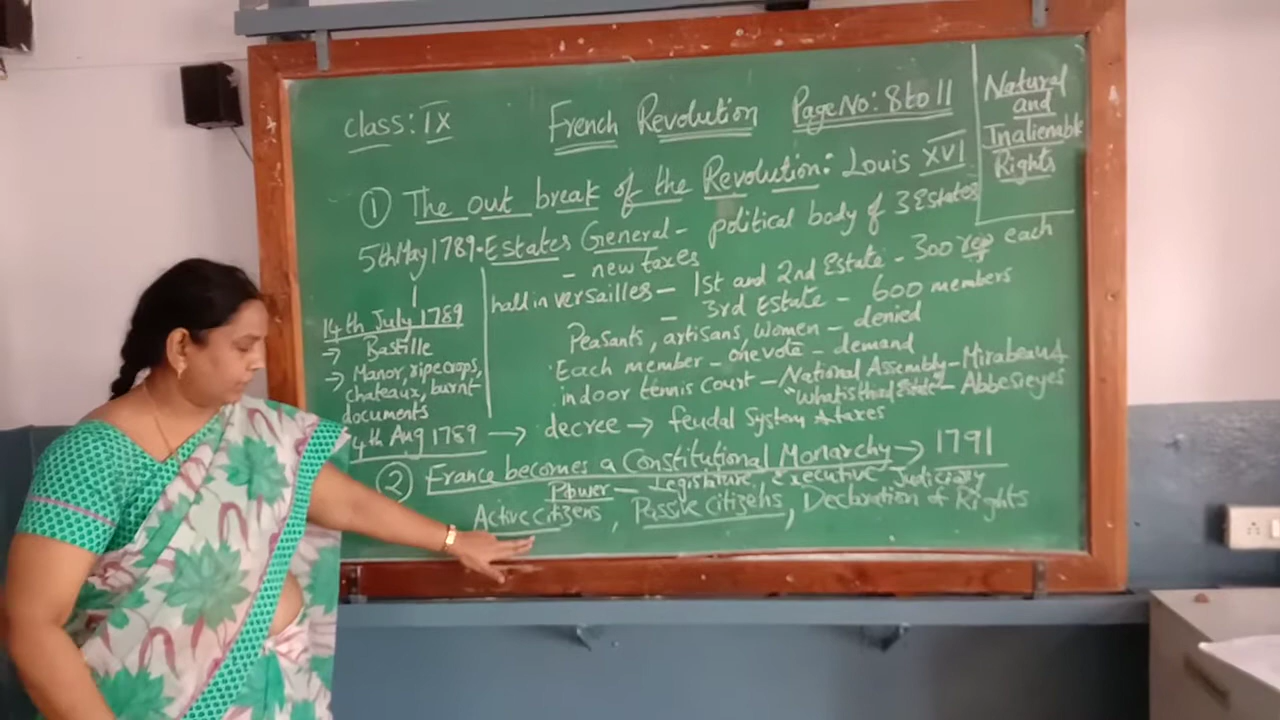 Class: IX
French Revolution
Page No: 8 to 11
Natural
and
Inalienable
Rights
① The out break of the Revolution: Louis XVI
5th May 1789 • Estates General - political body of 3 Estates
- new taxes
held in versailles - 1st and 2nd Estate - 300 rep each
- 3rd Estate - 600 members
Peasants, artisans, women - denied
Each member - one vote - demand
indoor tennis court - National Assembly - Mirabeau
"What is third Estate" - Abbesieyes
14th July 1789
→ Bastille
→ Manor, ripe crops,
chateaux, burnt
documents
4th Aug 1789 → decree → feudal system & taxes
② France becomes a Constitutional Monarchy → 1791
Power - Legislature, executive, Judiciary
Active citizens, Passive citizens, Declaration of Rights